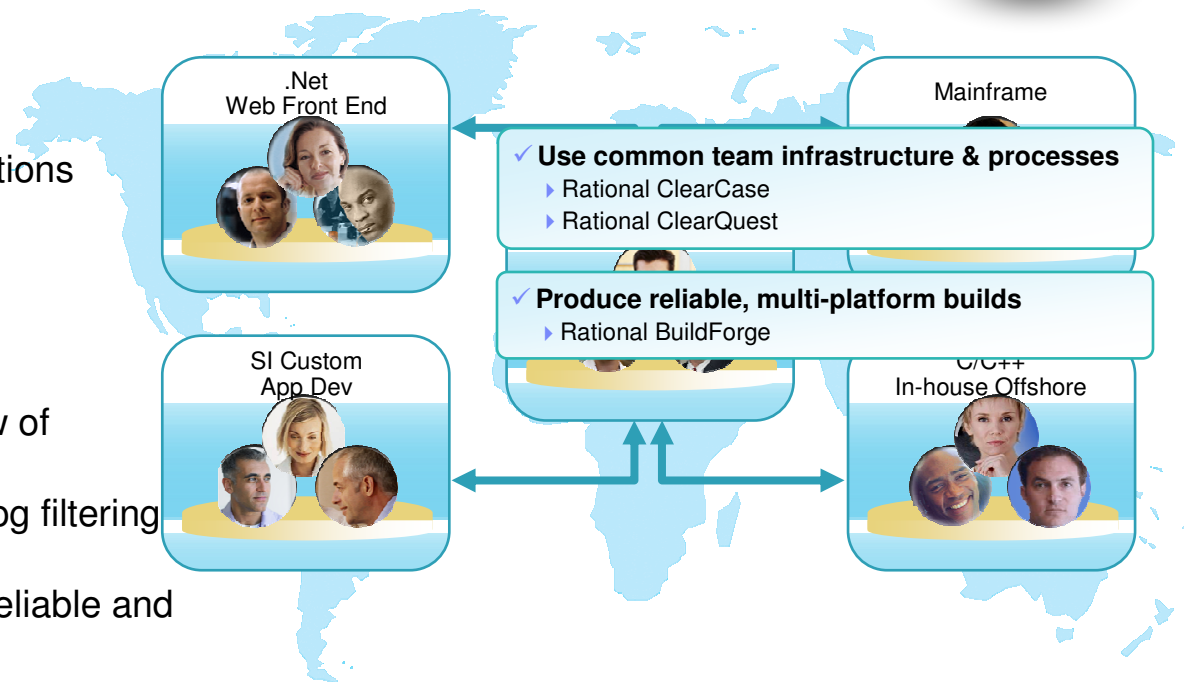 .Net
Web Front End
Mainframe
Use common team infrastructure & processes
Rational ClearCase
Rational ClearQuest
Produce reliable, multi-platform builds
Rational BuildForge
SI Custom
App Dev
C/C++
In-house Offshore
tions
w of
og filtering
eliable and